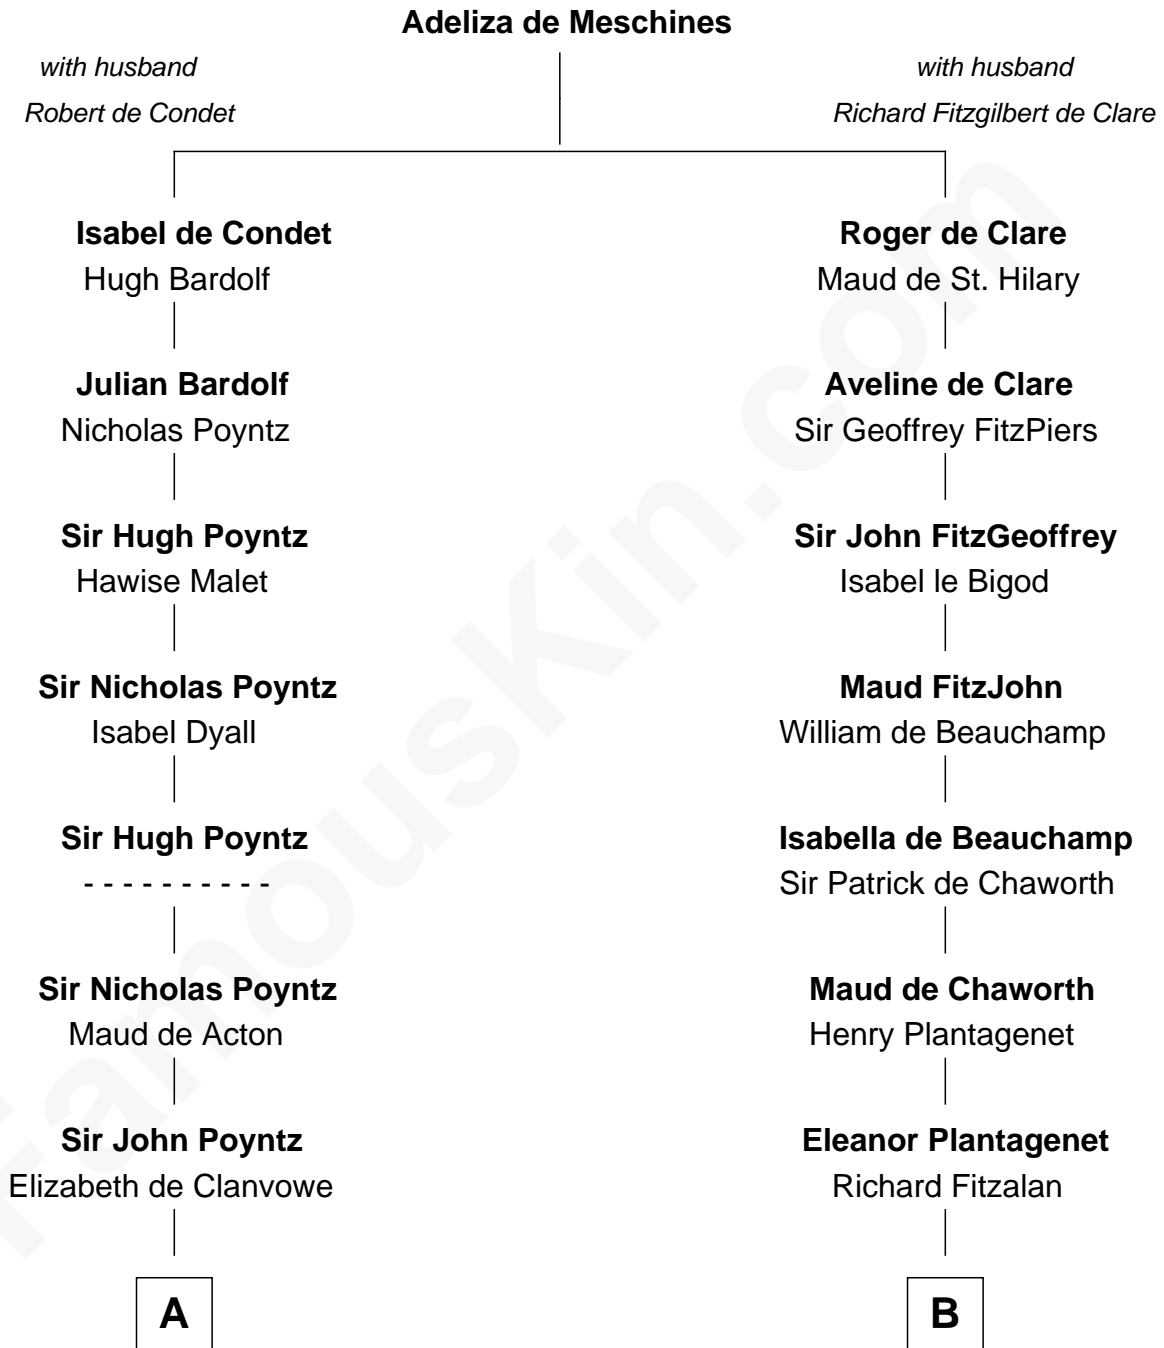 Adeliza de Meschines
with husband
Robert de Condet
with husband
Richard Fitzgilbert de Clare
Isabel de Condet
Hugh Bardolf
Roger de Clare
Maud de St. Hilary
Julian Bardolf
Nicholas Poyntz
Aveline de Clare
Sir Geoffrey FitzPiers
Sir Hugh Poyntz
Hawise Malet
Sir John FitzGeoffrey
Isabel le Bigod
Sir Nicholas Poyntz
Isabel Dyall
Maud FitzJohn
William de Beauchamp
Sir Hugh Poyntz
- - - - - - - - - -
Isabella de Beauchamp
Sir Patrick de Chaworth
Sir Nicholas Poyntz
Maud de Acton
Maud de Chaworth
Henry Plantagenet
Sir John Poyntz
Elizabeth de Clanvowe
Eleanor Plantagenet
Richard Fitzalan
A
B
FamousKin.com